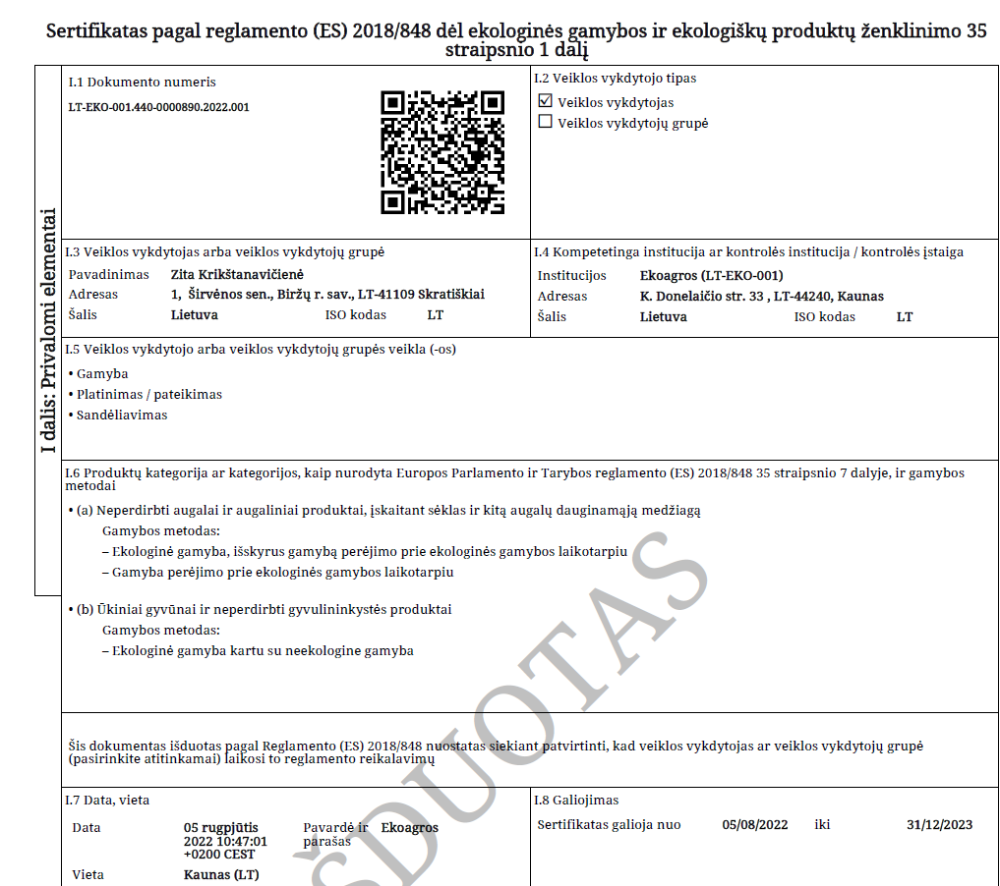 Sertifikatas pagal reglamento (ES) 2018/848 dėl ekologinės gamybos ir ekologiškų produktų ženklinimo 35
straipsnio 1 dalį
I dalis: Privalomi elementai
I.1 Dokumento numeris
LT-EKO-001.440-0000890.2022.001
I.2 Veiklos vykdytojo tipas
Veiklos vykdytojas
Veiklos vykdytojų grupė
I.3 Veiklos vykdytojas arba veiklos vykdytojų grupė
Pavadinimas Zita Krikštanavičienė
Adresas 1, Širvėnos sen., Biržų r. sav., LT-41109 Skratiškiai
Šalis Lietuva ISO kodas LT
I.4 Kompetetinga institucija ar kontrolės institucija / kontrolės įstaiga
Institucijos Ekoagros (LT-EKO-001)
Adresas K. Donelaičio str. 33 , LT-44240, Kaunas
Šalis Lietuva ISO kodas LT
I.5 Veiklos vykdytojo arba veiklos vykdytojų grupės veikla (-os)
• Gamyba
• Platinimas / pateikimas
• Sandėliavimas
I.6 Produktų kategorija ar kategorijos, kaip nurodyta Europos Parlamento ir Tarybos reglamento (ES) 2018/848 35 straipsnio 7 dalyje, ir gamybos
metodai
• (a) Neperdirbti augalai ir augaliniai produktai, įskaitant sėklas ir kitą augalų dauginamąją medžiagą
Gamybos metodas:
– Ekologinė gamyba, išskyrus gamybą perėjimo prie ekologinės gamybos laikotarpiu
– Gamyba perėjimo prie ekologinės gamybos laikotarpiu
• (b) Ūkiniai gyvūnai ir neperdirbti gyvulininkystės produktai
Gamybos metodas:
– Ekologinė gamyba kartu su neekologine gamyba
Šis dokumentas išduotas pagal Reglamento (ES) 2018/848 nuostatas siekiant patvirtinti, kad veiklos vykdytojas ar veiklos vykdytojų grupė
(pasirinkite atitinkamai) laikosi to reglamento reikalavimų
I.7 Data, vieta
Data 05 rugpjūtis Pavardė ir Ekoagros
2022 10:47:01 parašas
+0200 CEST
Vieta Kaunas (LT)
I.8 Galiojimas
Sertifikatas galioja nuo 05/08/2022 iki 31/12/2023
ŠDUOTAS